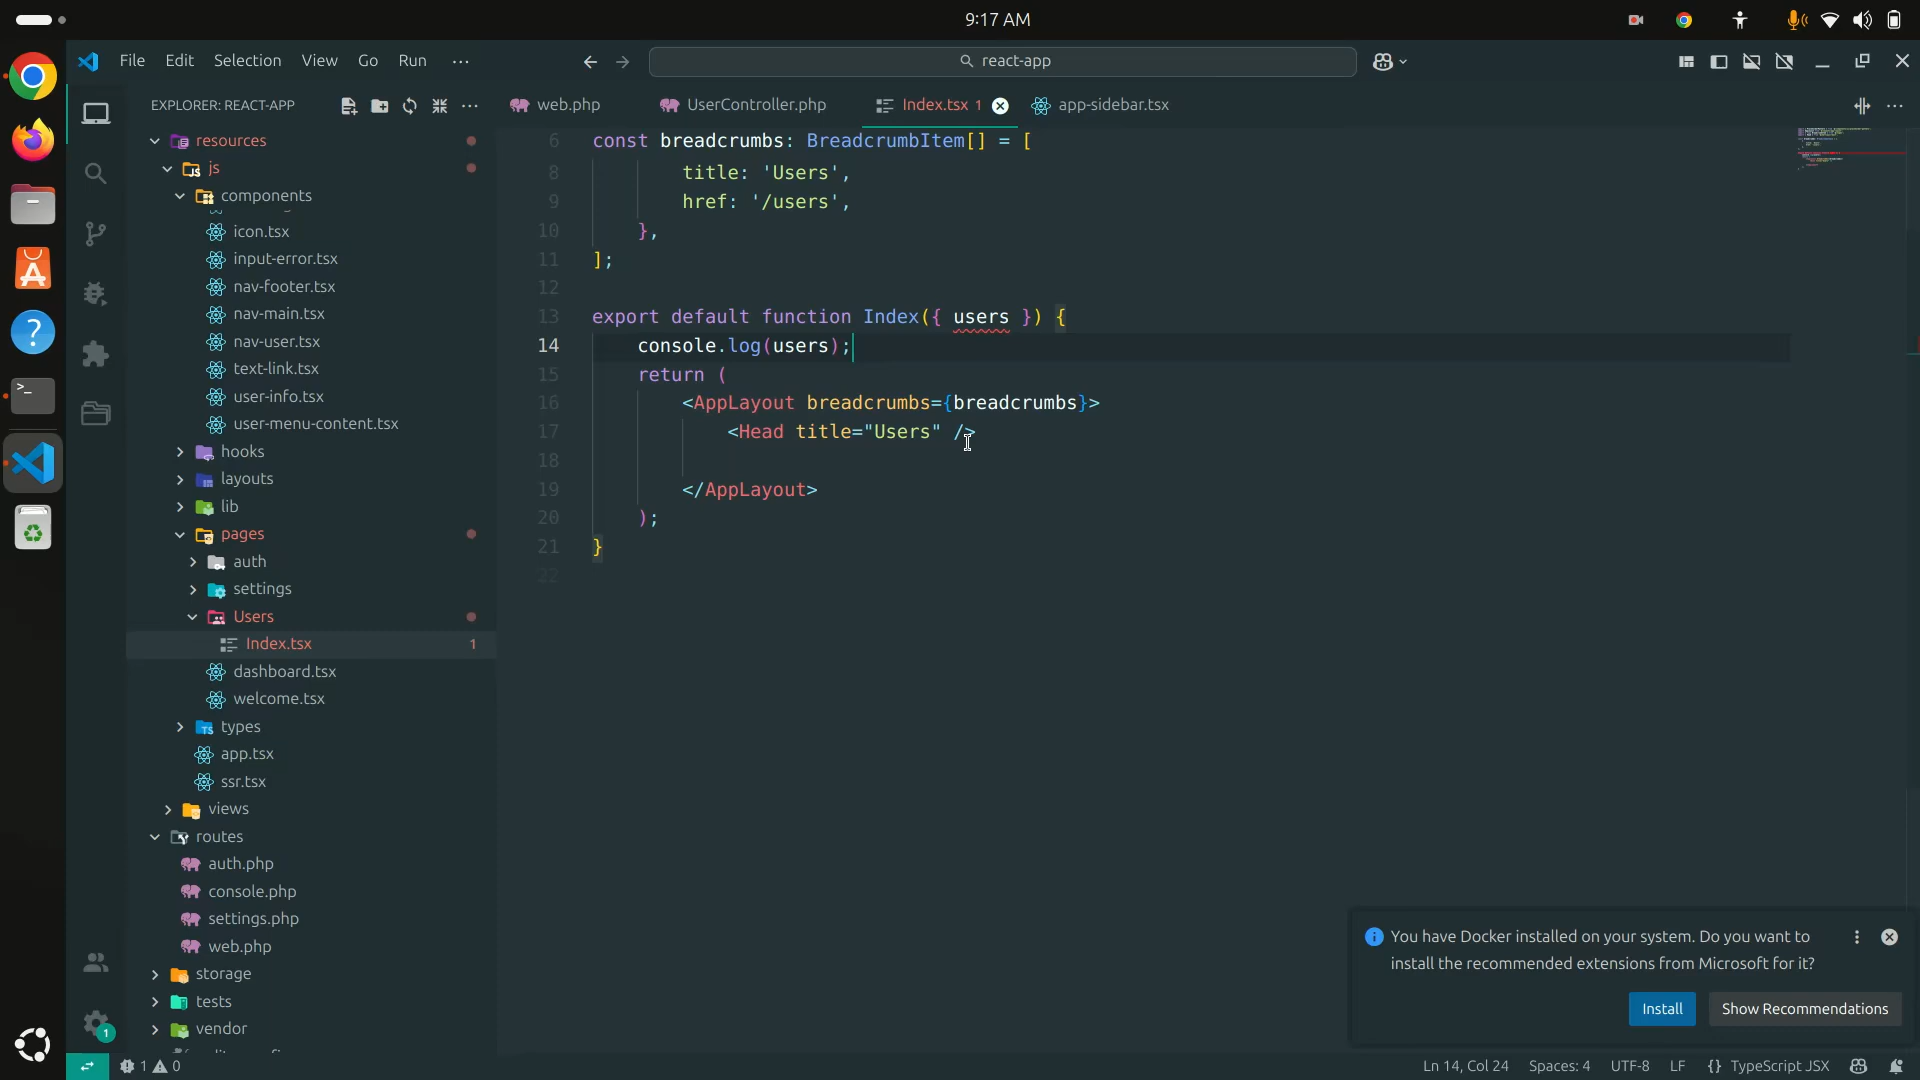 9:17 AM
File Edit Selection View Go Run ···
react-app
EXPLORER: REACT-APP
web.php
UserController.php
Index.tsx 1
app-sidebar.tsx
resources
js
components
icon.tsx
input-error.tsx
nav-footer.tsx
nav-main.tsx
nav-user.tsx
text-link.tsx
user-info.tsx
user-menu-content.tsx
hooks
layouts
lib
pages
auth
settings
Users
Index.tsx 1
dashboard.tsx
welcome.tsx
types
app.tsx
ssr.tsx
views
routes
auth.php
console.php
settings.php
web.php
storage
tests
vendor
6 const breadcrumbs: BreadcrumbItem[] = [
8 title: 'Users',
9 href: '/users',
10 },
11 ];
12
13 export default function Index({ users }) {
14 console.log(users);
15 return (
16 <AppLayout breadcrumbs={breadcrumbs}>
17 <Head title="Users" />
18
19 </AppLayout>
20 );
21 }
22
You have Docker installed on your system. Do you want to
install the recommended extensions from Microsoft for it?
Install
Show Recommendations
1
1 0
Ln 14, Col 24 Spaces: 4 UTF-8 LF {} TypeScript JSX